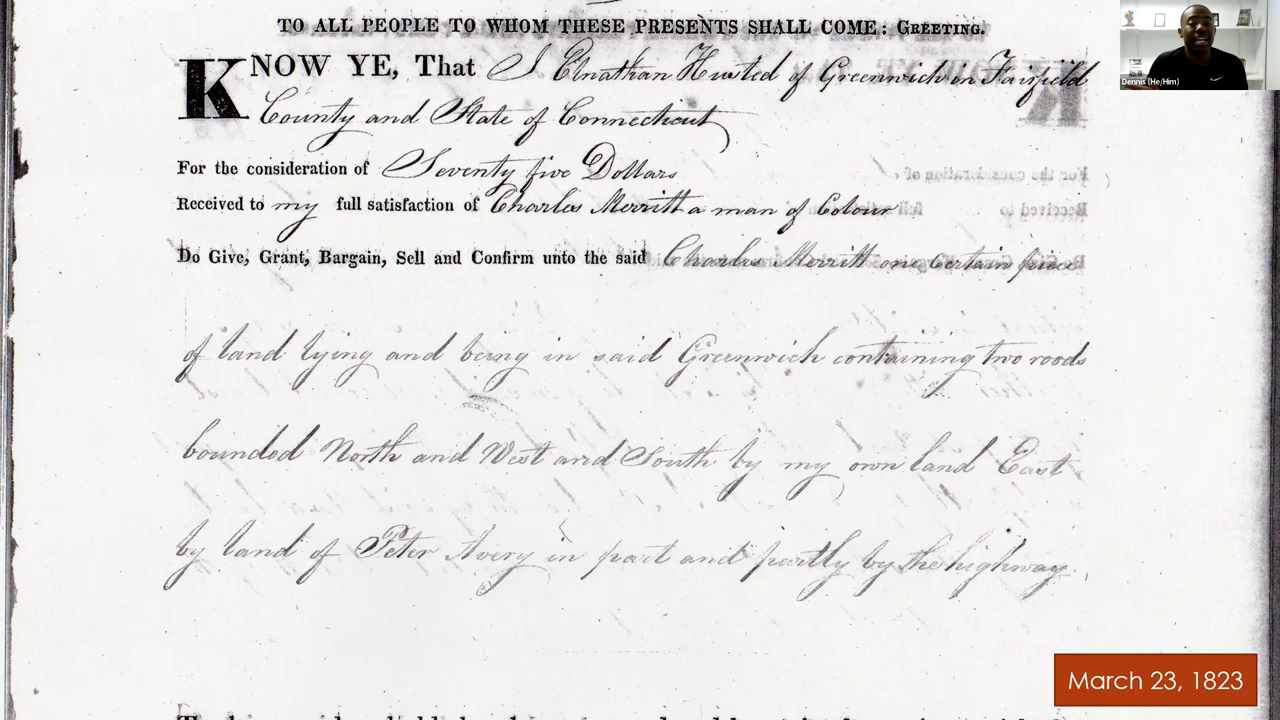 TO ALL PEOPLE TO WHOM THESE PRESENTS SHALL COME: GREETING.
KNOW YE, That I Elnathan Husted of Greenwich in Fairfield
County and State of Connecticut
For the consideration of Seventy five Dollars
Received to my full satisfaction of Charles Merritt a man of Colour
Do Give, Grant, Bargain, Sell and Confirm unto the said Charles Merritt one Certain piece
of land lying and being in said Greenwich containing two roods
bounded North and West and South by my own land East
by land of Peter Avery in part and partly by the highway.
Dennis (He/Him)
March 23, 1823